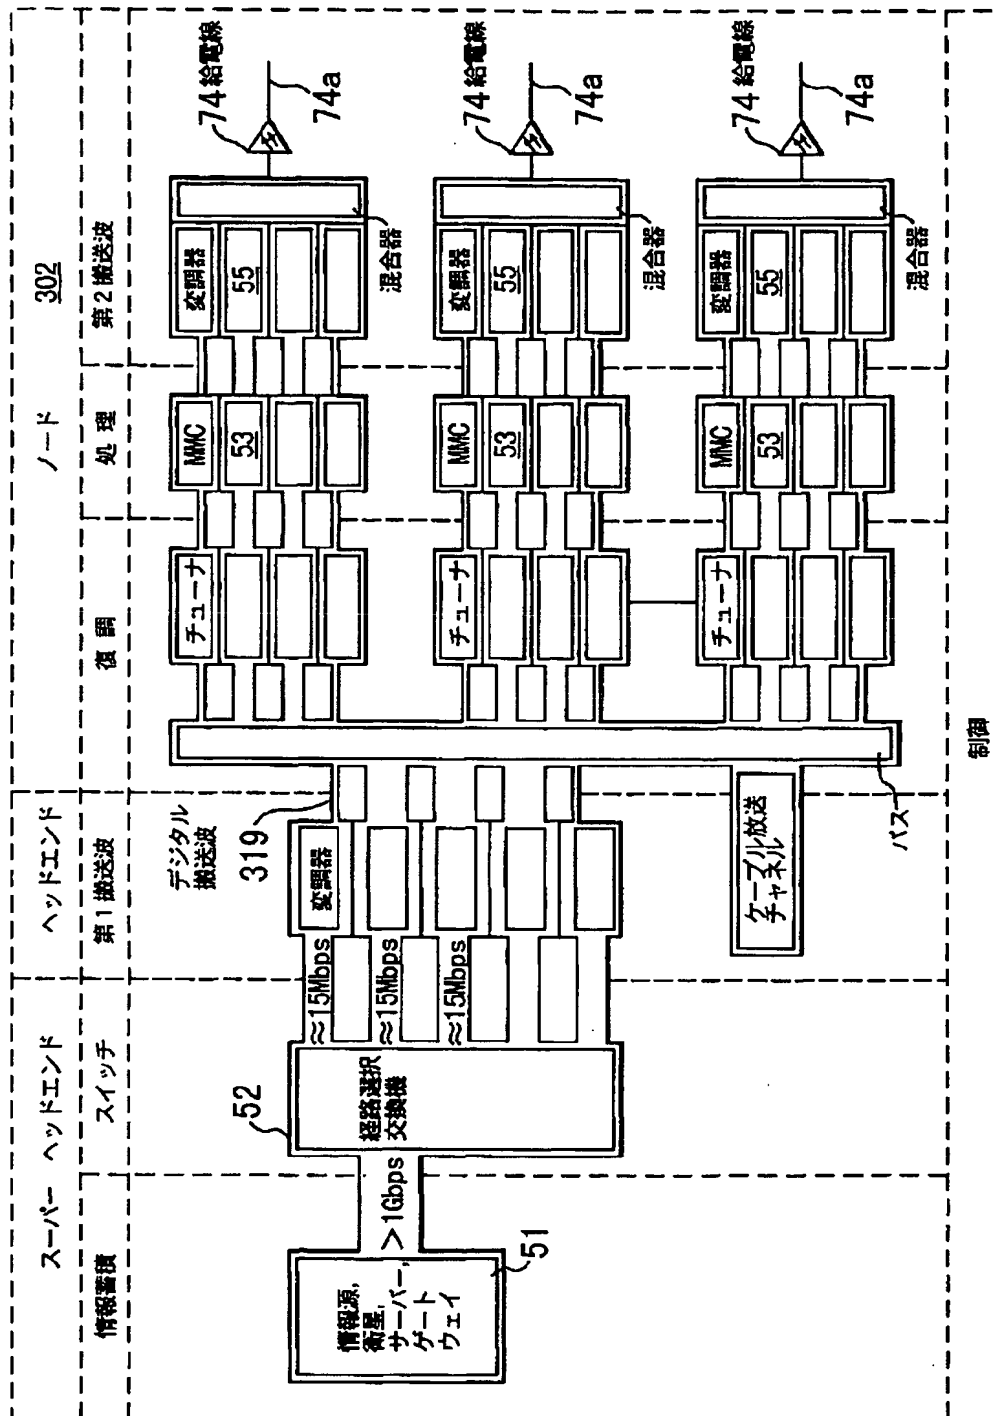 スーパー ヘッドエンド
ヘッドエンド
ノード
302
情報蓄積
スイッチ
第1搬送波
復調
処理
第2搬送波
情報源,
衛星,
サーバー,
ゲート
ウェイ
51
>1Gbps
52
経路選択
交換機
≈15Mbps
≈15Mbps
≈15Mbps
変調器
デジタル
搬送波
319
ケーブル放送
チャネル
バス
チューナ
MMC
53
変調器
55
混合器
74 給電線
74a
チューナ
MMC
53
変調器
55
混合器
74 給電線
74a
チューナ
MMC
53
変調器
55
混合器
74 給電線
74a
制御